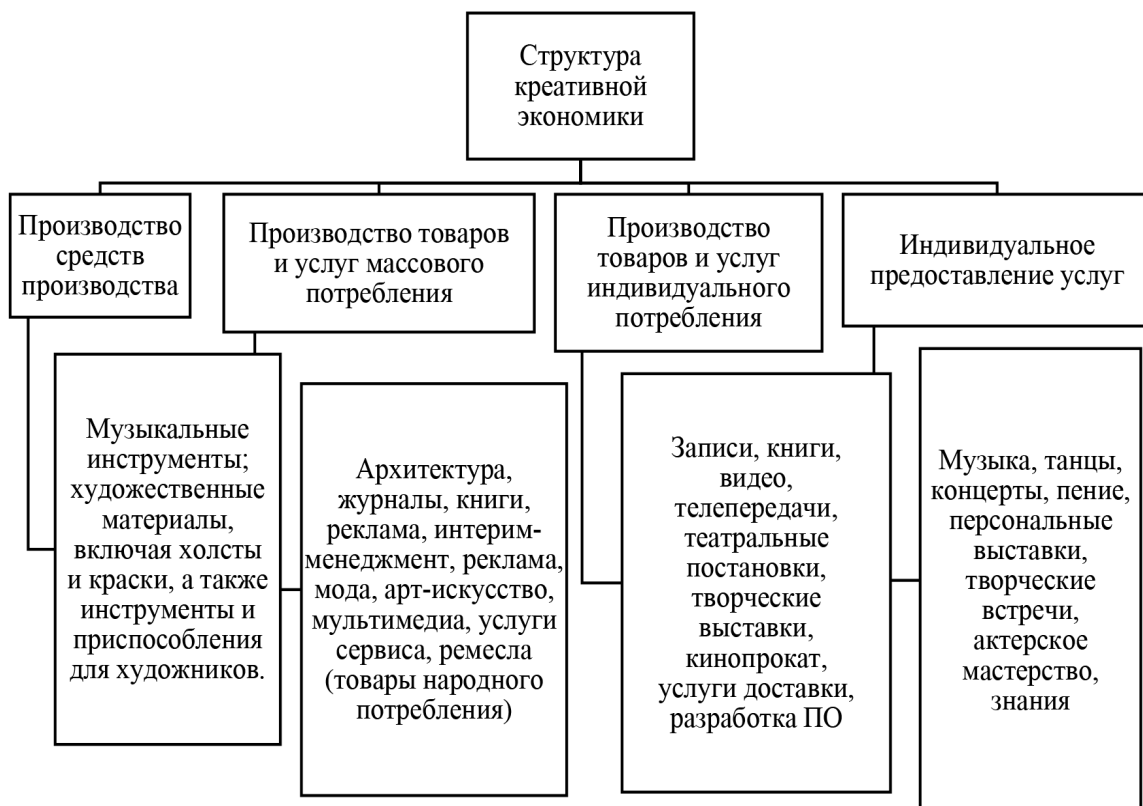 Структура
креативной
экономики
Производство
средств
производства
Производство товаров
и услуг массового
потребления
Производство
товаров и услуг
индивидуального
потребления
Индивидуальное
предоставление услуг
Музыкальные
инструменты;
художественные
материалы,
включая холсты
и краски, а также
инструменты и
приспособления
для художников.
Архитектура,
журналы, книги,
реклама, интерим-
менеджмент, реклама,
мода, арт-искусство,
мультимедиа, услуги
сервиса, ремесла
(товары народного
потребления)
Записи, книги,
видео,
телепередачи,
театральные
постановки,
творческие
выставки,
кинопрокат,
услуги доставки,
разработка ПО
Музыка, танцы,
концерты, пение,
персональные
выставки,
творческие
встречи,
актерское
мастерство,
знания